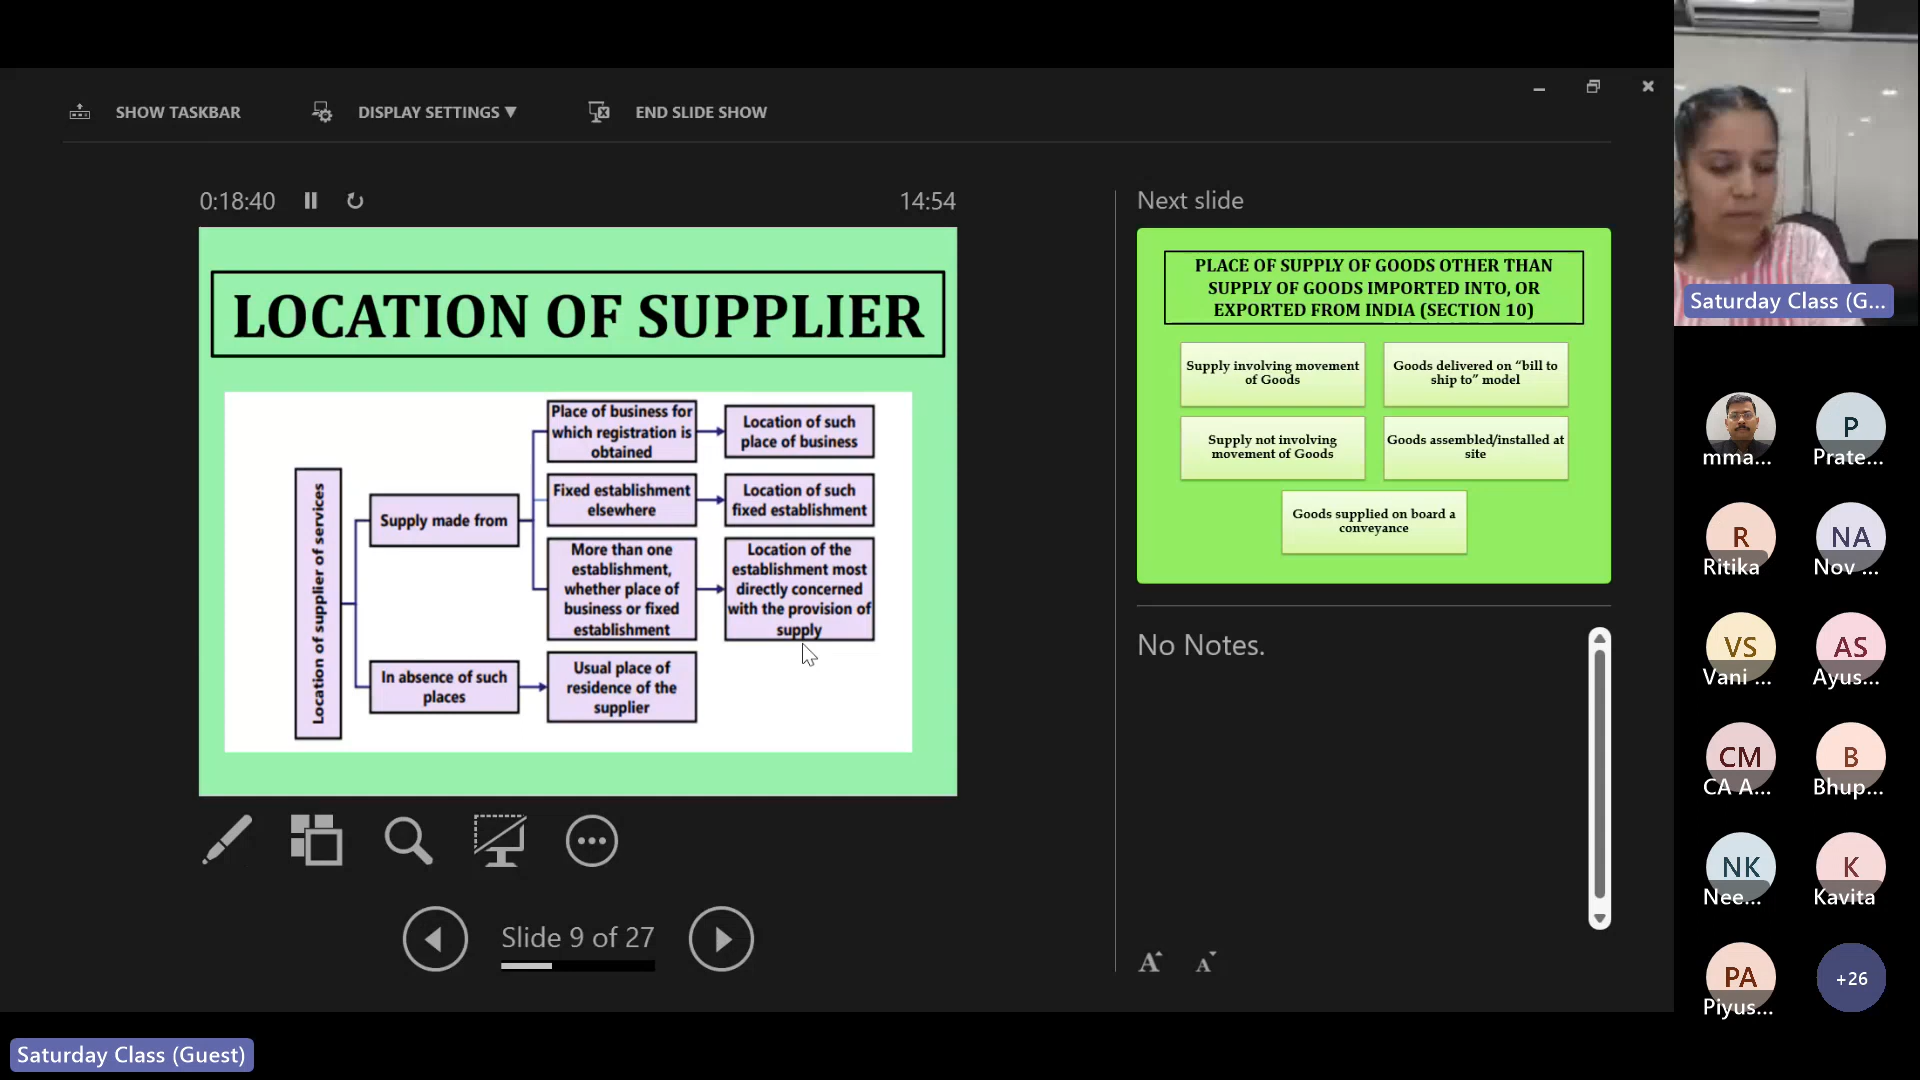 SHOW TASKBAR
DISPLAY SETTINGS ▼
END SLIDE SHOW
0:18:40
14:54
LOCATION OF SUPPLIER
Location of supplier of services
Supply made from
Place of business for
which registration is
obtained
Location of such
place of business
Fixed establishment
elsewhere
Location of such
fixed establishment
More than one
establishment,
whether place of
business or fixed
establishment
Location of the
establishment most
directly concerned
with the provision of
supply
In absence of such
places
Usual place of
residence of the
supplier
Slide 9 of 27
Next slide
PLACE OF SUPPLY OF GOODS OTHER THAN
SUPPLY OF GOODS IMPORTED INTO, OR
EXPORTED FROM INDIA (SECTION 10)
Supply involving movement
of Goods
Goods delivered on “bill to
ship to” model
Supply not involving
movement of Goods
Goods assembled/installed at
site
Goods supplied on board a
conveyance
No Notes.
A A
Saturday Class (G...
mma...
P
Prate...
R
Ritika
NA
Nov ...
VS
Vani ...
AS
Ayus...
CM
CA A...
B
Bhup...
NK
Nee...
K
Kavita
PA
Piyus...
+26
Saturday Class (Guest)